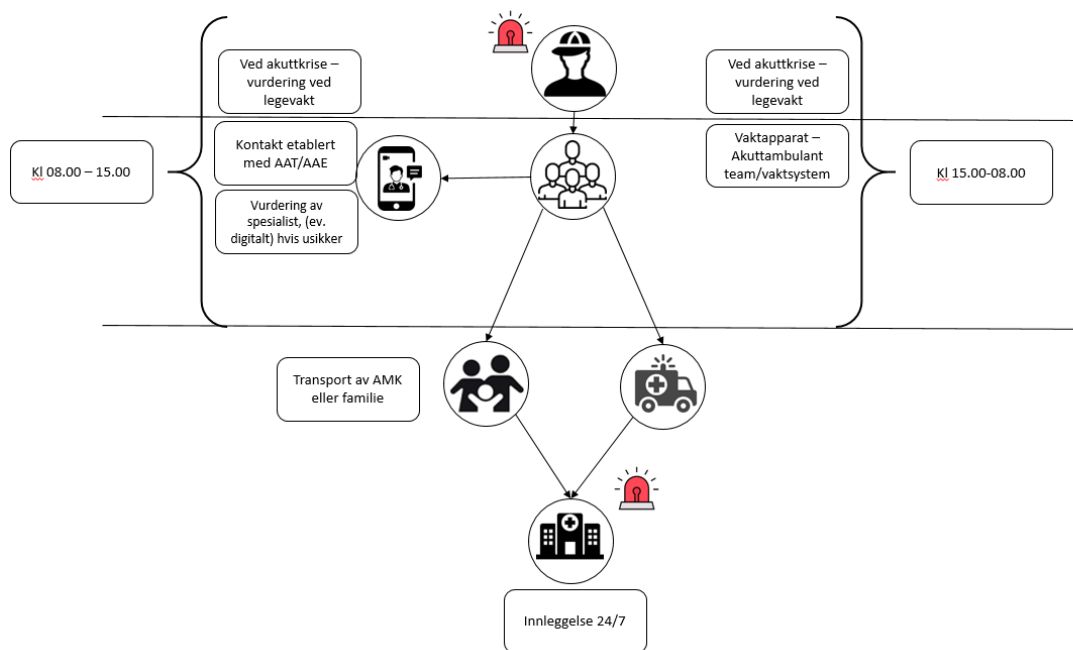 Ved akuttkrise –
vurdering ved
legevakt
Ved akuttkrise –
vurdering ved
legevakt
Kl 08.00 – 15.00
Kontakt etablert
med AAT/AAE
Vurdering av
spesialist, (ev.
digitalt) hvis usikker
Vaktapparat –
Akuttambulant
team/vaktsystem
Kl 15.00-08.00
Transport av AMK
eller familie
Innleggelse 24/7